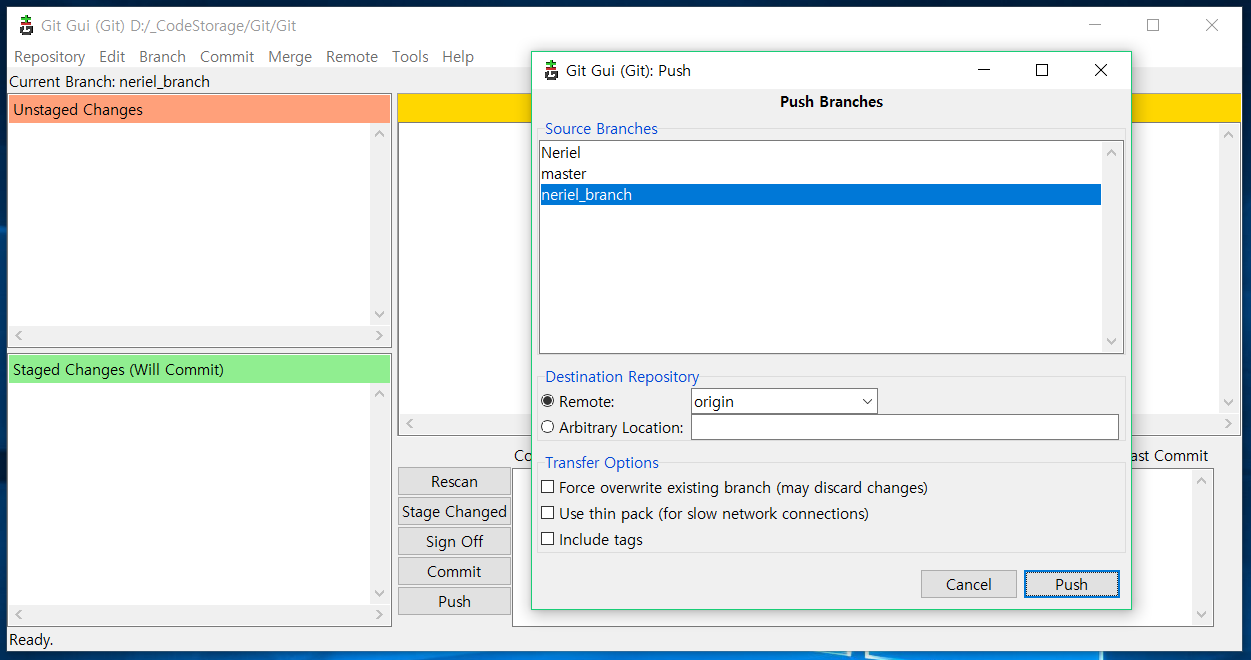 Git Gui (Git) D:/_CodeStorage/Git/Git
Repository Edit Branch Commit Merge Remote Tools Help
Current Branch: neriel_branch
Unstaged Changes
Staged Changes (Will Commit)
Rescan
Stage Changed
Sign Off
Commit
Push
Ready.
Commit
Git Gui (Git): Push
Push Branches
Source Branches
Neriel
master
neriel_branch
Destination Repository
Remote: origin
Arbitrary Location:
Transfer Options
Force overwrite existing branch (may discard changes)
Use thin pack (for slow network connections)
Include tags
Cancel Push